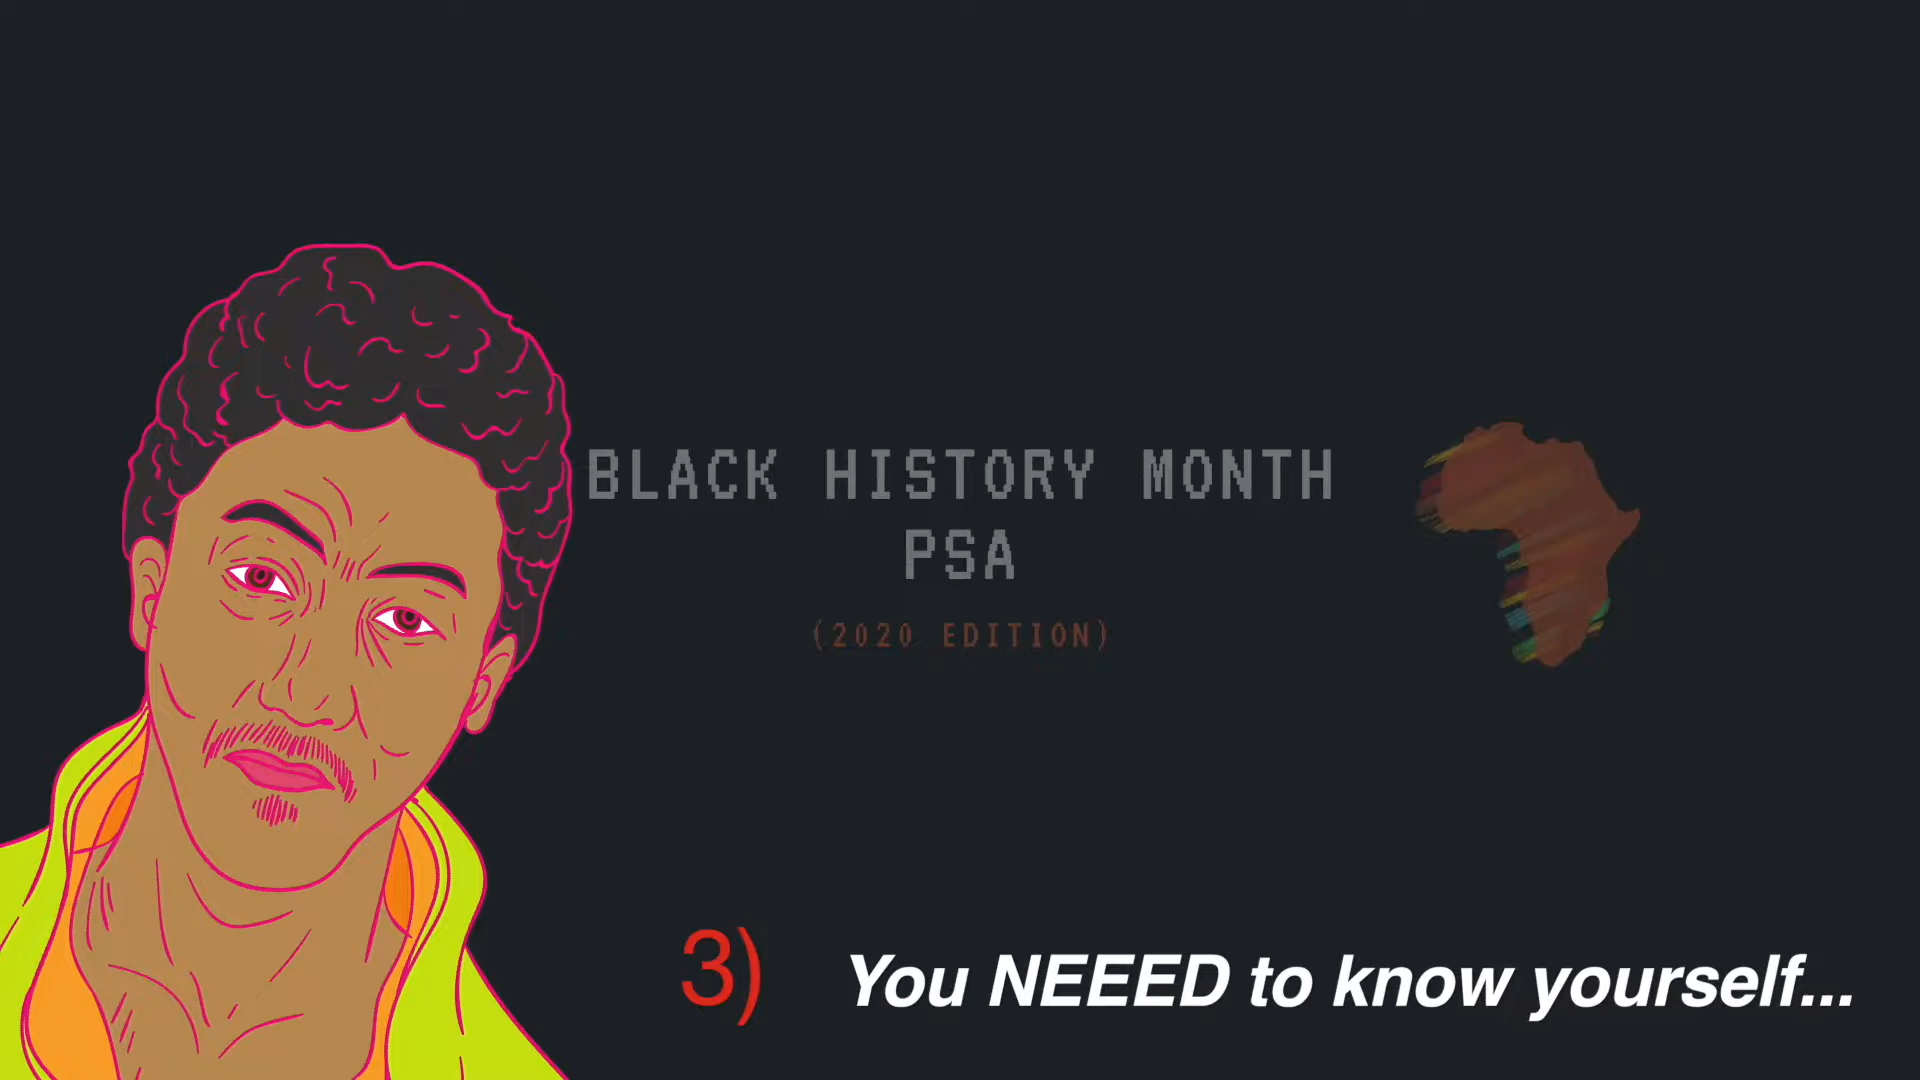 BLACK HISTORY MONTH
PSA
(2020 EDITION)
3) You NEEED to know yourself...